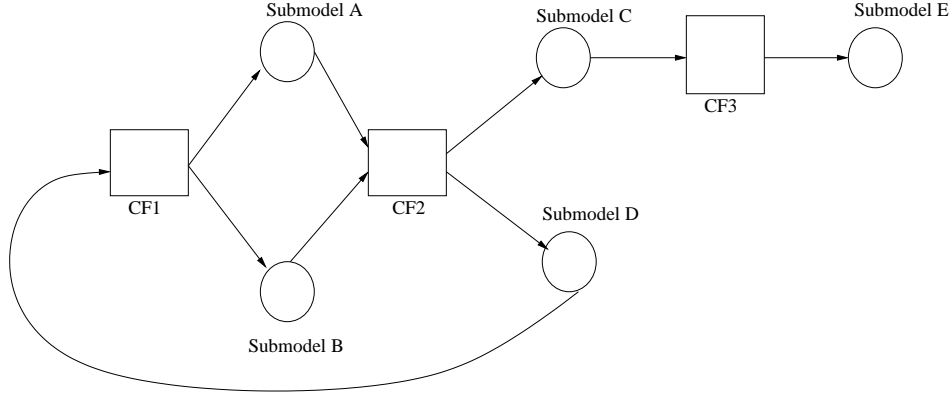 Submodel A
Submodel C
Submodel E
CF3
CF1
CF2
Submodel D
Submodel B